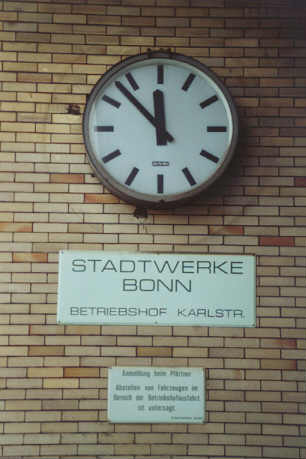 STADTWERKE
BONN
BETRIEBSHOF KARLSTR.
Anmeldung beim Pförtner
Abstellen von Fahrzeugen im
Bereich der Betriebshofausfahrt
ist untersagt.